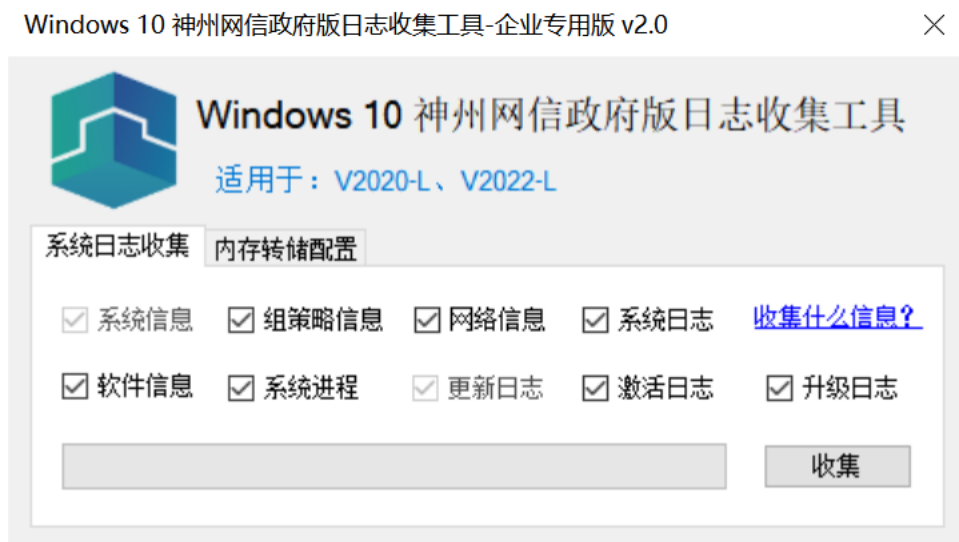 Windows 10 神州网信政府版日志收集工具-企业专用版 v2.0
Windows 10 神州网信政府版日志收集工具
适用于：V2020-L、V2022-L
系统日志收集 内存转储配置
系统信息 组策略信息 网络信息 系统日志 收集什么信息？
软件信息 系统进程 更新日志 激活日志 升级日志
收集